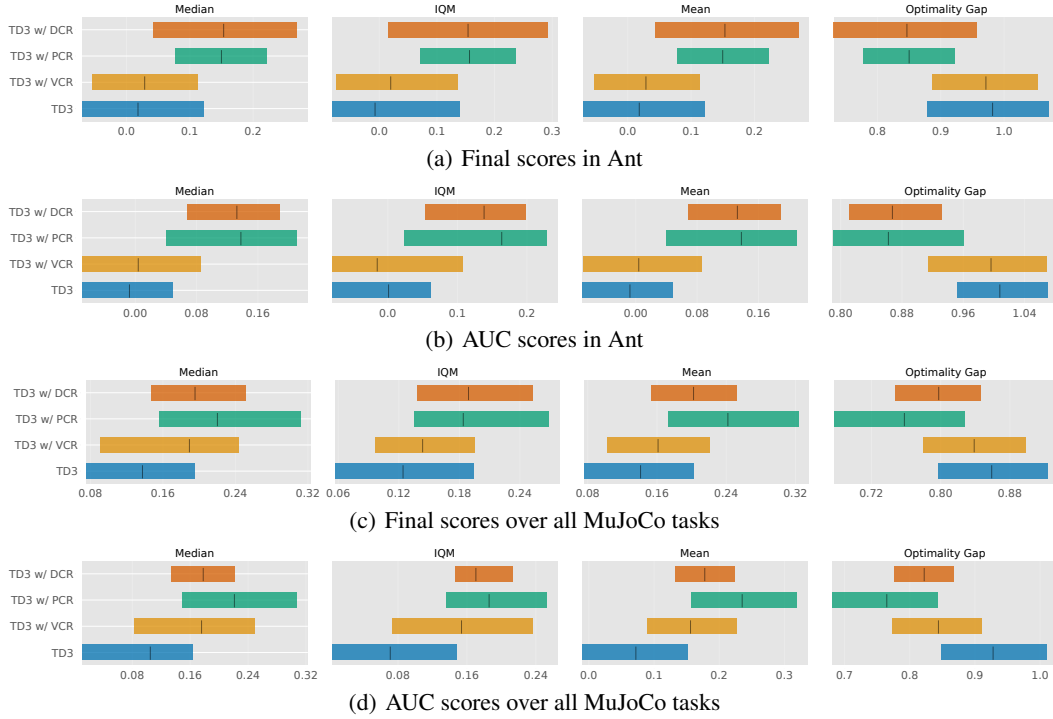 Median IQM Mean Optimality Gap
TD3 w/ DCR
TD3 w/ PCR
TD3 w/ VCR
TD3
0.0 0.1 0.2 0.0 0.1 0.2 0.3 0.0 0.1 0.2 0.8 0.9 1.0
(a) Final scores in Ant
Median IQM Mean Optimality Gap
TD3 w/ DCR
TD3 w/ PCR
TD3 w/ VCR
TD3
0.00 0.08 0.16 0.0 0.1 0.2 0.00 0.08 0.16 0.80 0.88 0.96 1.04
(b) AUC scores in Ant
Median IQM Mean Optimality Gap
TD3 w/ DCR
TD3 w/ PCR
TD3 w/ VCR
TD3
0.08 0.16 0.24 0.32 0.06 0.12 0.18 0.24 0.08 0.16 0.24 0.32 0.72 0.80 0.88
(c) Final scores over all MuJoCo tasks
Median IQM Mean Optimality Gap
TD3 w/ DCR
TD3 w/ PCR
TD3 w/ VCR
TD3
0.08 0.16 0.24 0.32 0.08 0.16 0.24 0.0 0.1 0.2 0.3 0.7 0.8 0.9 1.0
(d) AUC scores over all MuJoCo tasks